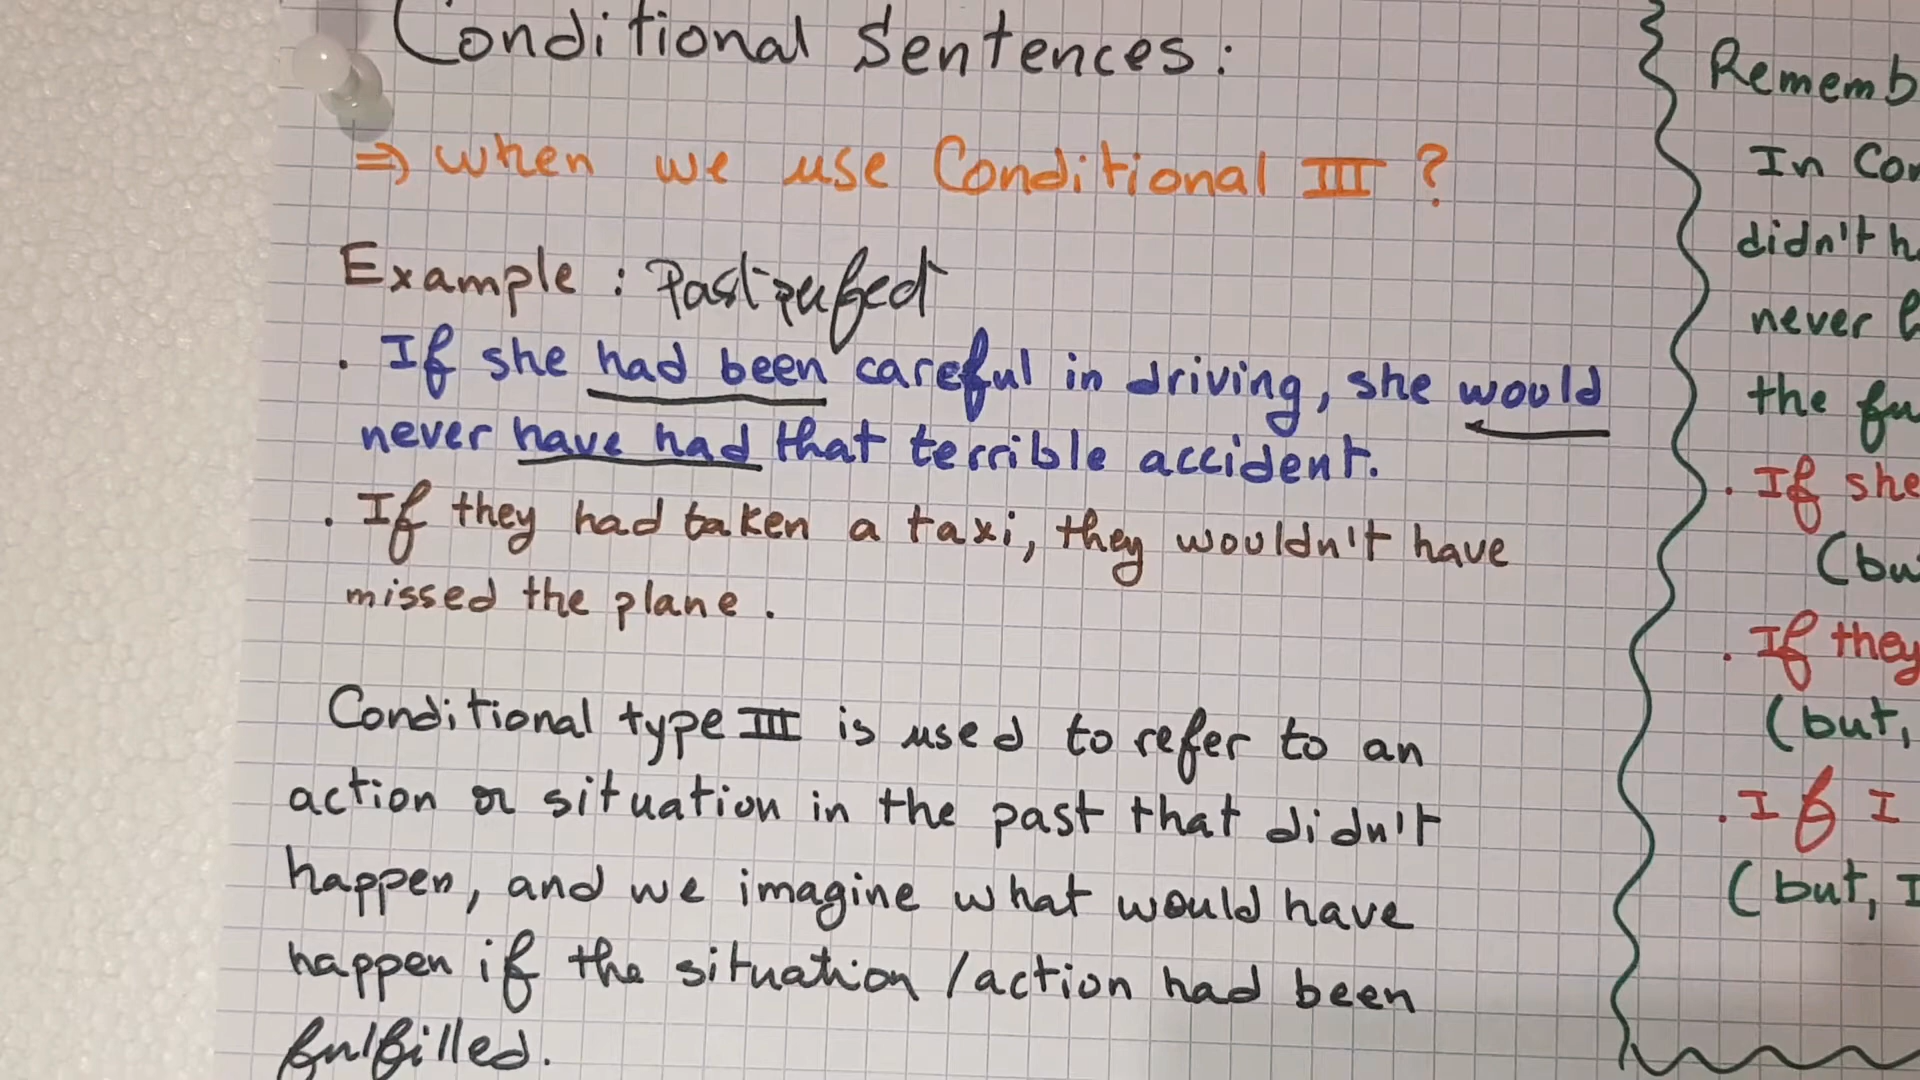 Conditional Sentences:
⇒ when we use Conditional III ?
Example : Past perfect
. If she had been careful in driving, she would
never have had that terrible accident.
. If they had taken a taxi, they wouldn't have
missed the plane.
Conditional type III is used to refer to an
action or situation in the past that didn't
happen, and we imagine what would have
happen if the situation / action had been
fulfilled.
Rememb
In Con
didn't h
never
the fu
. If she
(bu
. If they
(but,
. If I
(but, I